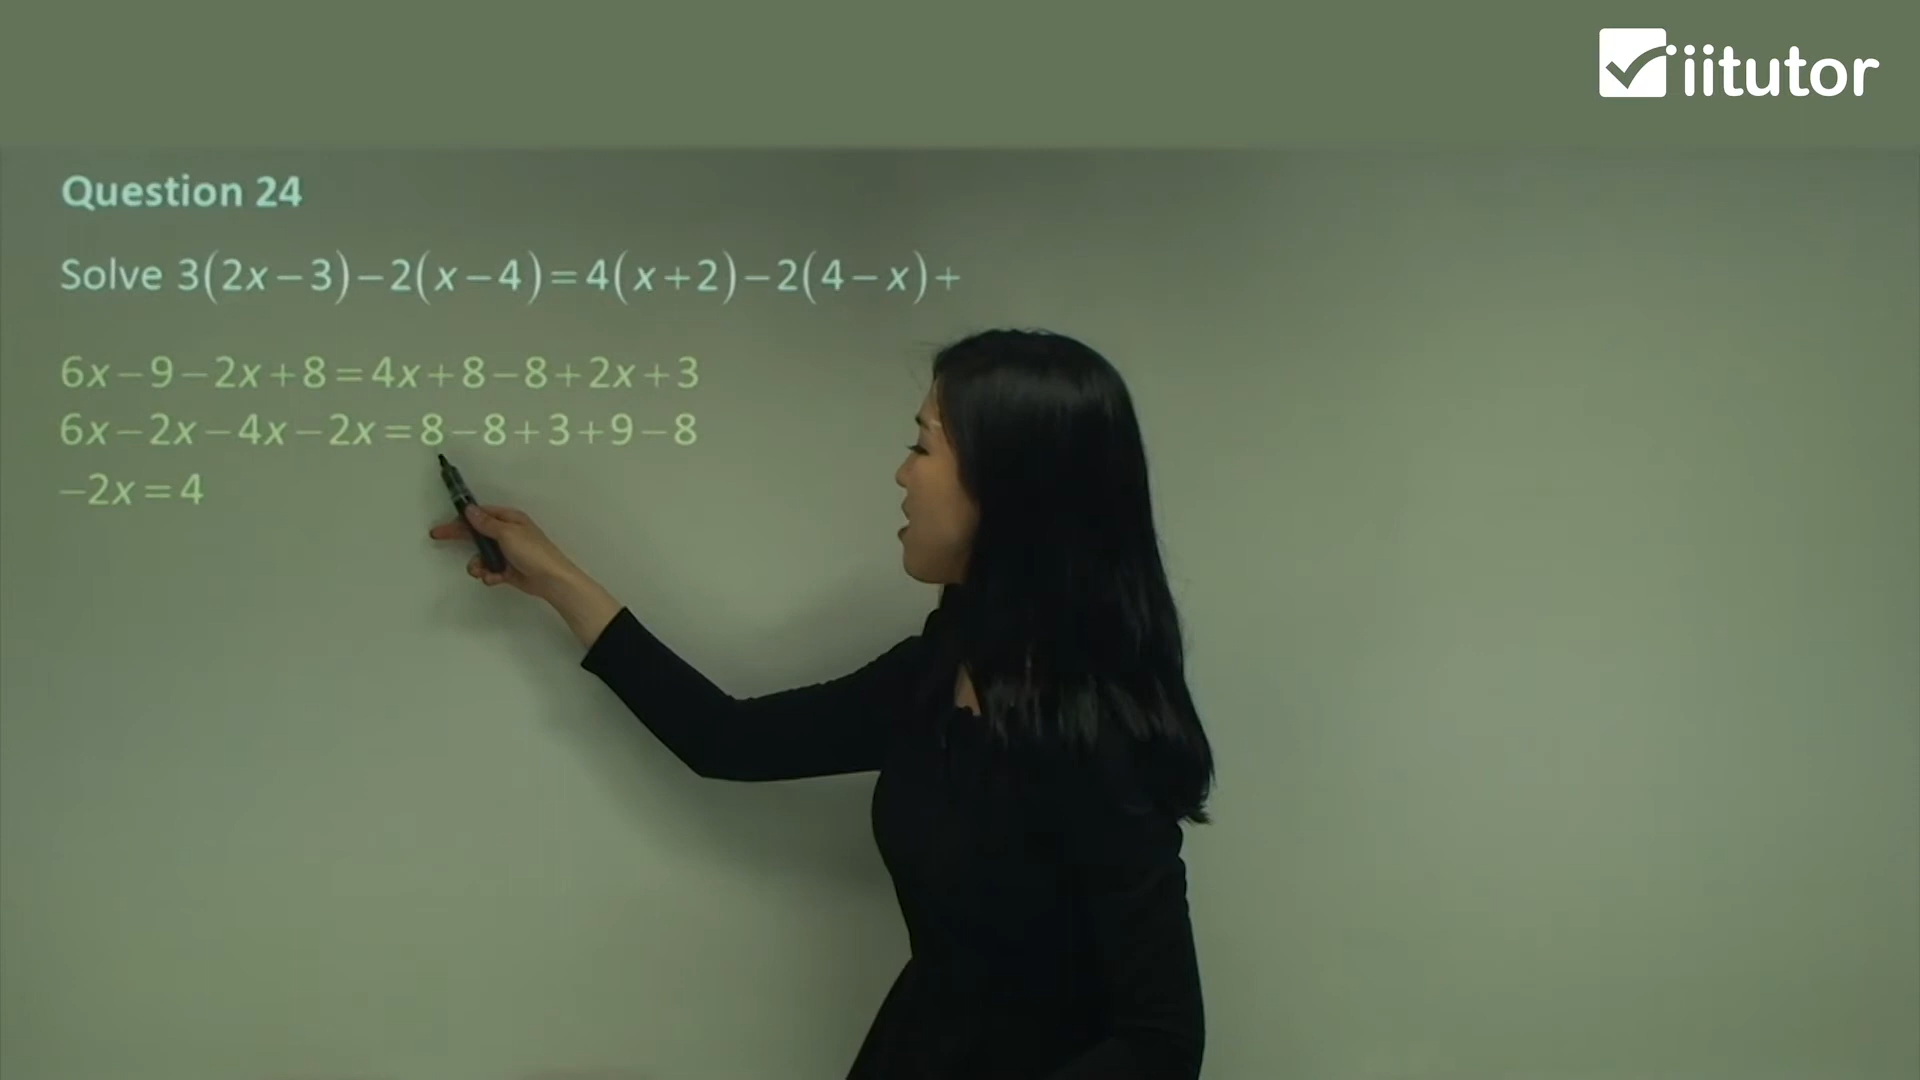 iitutor
Question 24
Solve 3(2x−3)−2(x−4)=4(x+2)−2(4−x)+
6x−9−2x+8=4x+8−8+2x+3
6x−2x−4x−2x=8−8+3+9−8
−2x=4